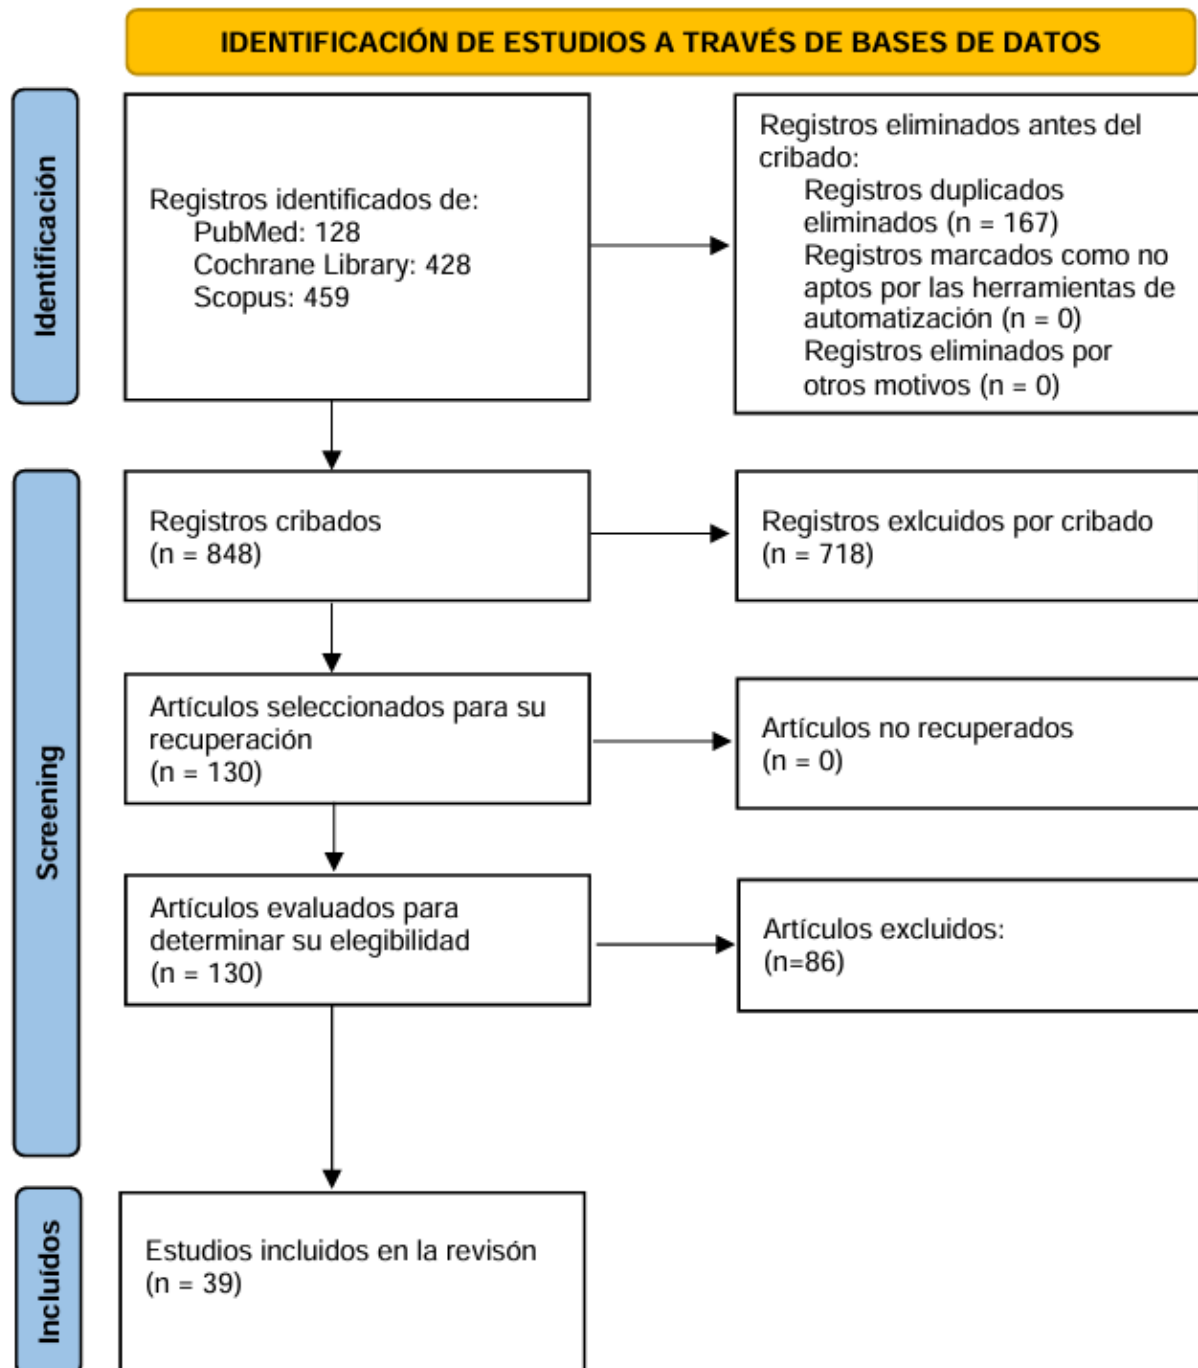 IDENTIFICACIÓN DE ESTUDIOS A TRAVÉS DE BASES DE DATOS
Identificación
Registros identificados de:
PubMed: 128
Cochrane Library: 428
Scopus: 459
Registros eliminados antes del
cribado:
Registros duplicados
eliminados (n = 167)
Registros marcados como no
aptos por las herramientas de
automatización (n = 0)
Registros eliminados por
otros motivos (n = 0)
Screening
Registros cribados
(n = 848)
Registros exlcuidos por cribado
(n = 718)
Artículos seleccionados para su
recuperación
(n = 130)
Artículos no recuperados
(n = 0)
Artículos evaluados para
determinar su elegibilidad
(n = 130)
Artículos excluidos:
(n=86)
Incluídos
Estudios incluidos en la revisón
(n = 39)